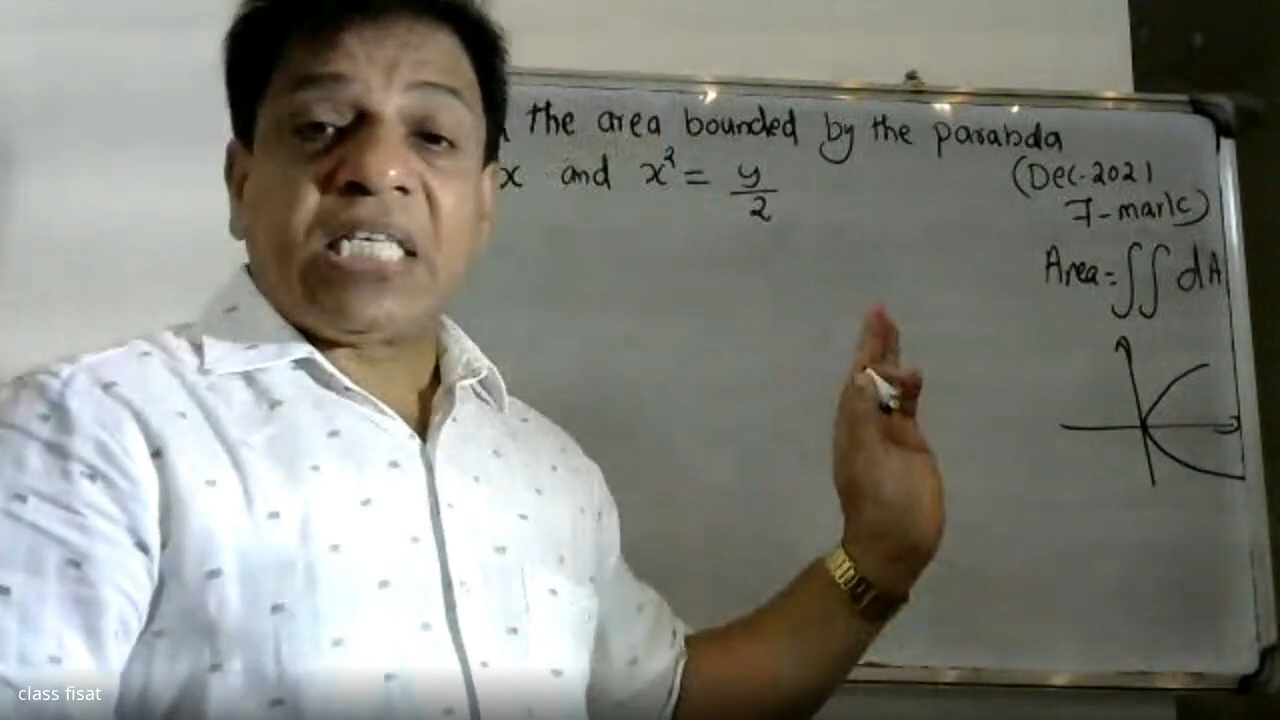 the area bounded by the parabola
x and x² = y/2
(Dec-2021
7-mark)
Area = ∫∫ dA
class fisat